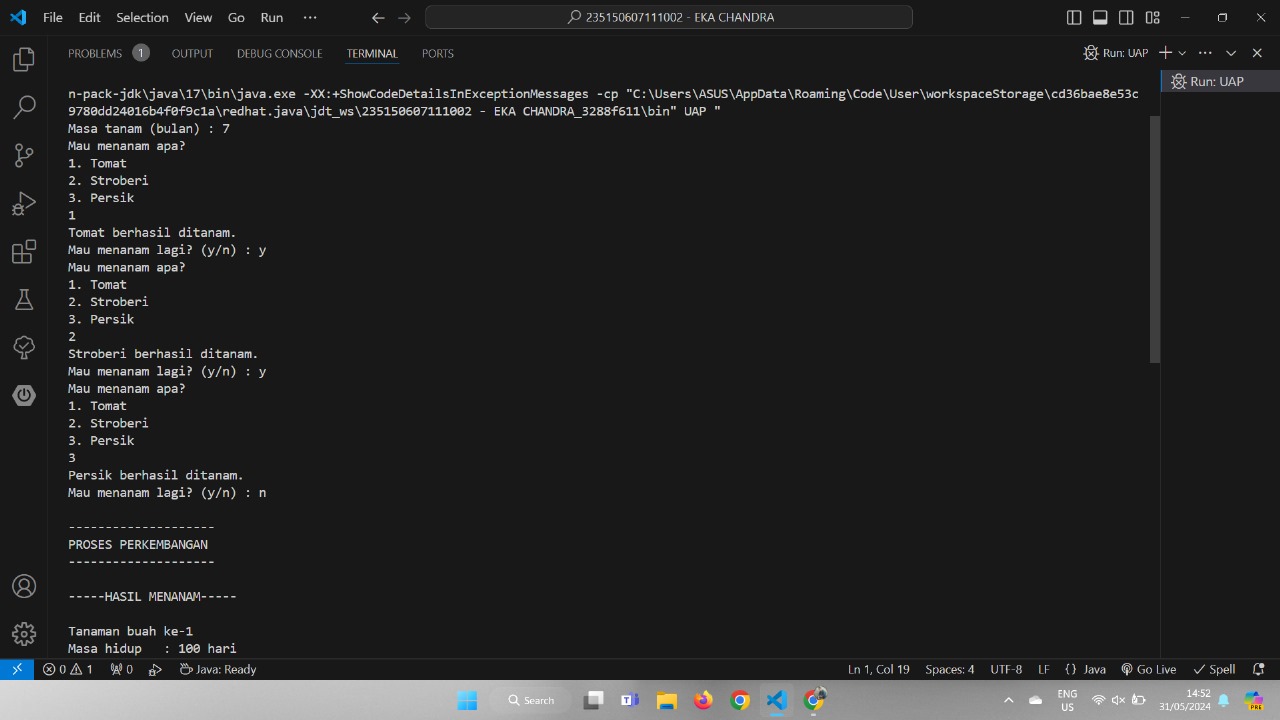 File Edit Selection View Go Run ··· 235150607111002 - EKA CHANDRA
PROBLEMS 1 OUTPUT DEBUG CONSOLE TERMINAL PORTS Run: UAP
Run: UAP
n-pack-jdk\java\17\bin\java.exe -XX:+ShowCodeDetailsInExceptionMessages -cp "C:\Users\ASUS\AppData\Roaming\Code\User\workspaceStorage\cd36bae8e53c
9780dd24016b4f0f9c1a\redhat.java\jdt_ws\235150607111002 - EKA CHANDRA_3288f611\bin" UAP "
Masa tanam (bulan) : 7
Mau menanam apa?
1. Tomat
2. Stroberi
3. Persik
1
Tomat berhasil ditanam.
Mau menanam lagi? (y/n) : y
Mau menanam apa?
1. Tomat
2. Stroberi
3. Persik
2
Stroberi berhasil ditanam.
Mau menanam lagi? (y/n) : y
Mau menanam apa?
1. Tomat
2. Stroberi
3. Persik
3
Persik berhasil ditanam.
Mau menanam lagi? (y/n) : n
--------------------
PROSES PERKEMBANGAN
--------------------
-----HASIL MENANAM-----
Tanaman buah ke-1
Masa hidup   : 100 hari
0 1 0 Java: Ready Ln 1, Col 19 Spaces: 4 UTF-8 LF {} Java Go Live Spell
Search ENG 14:52
US 31/05/2024 PRE